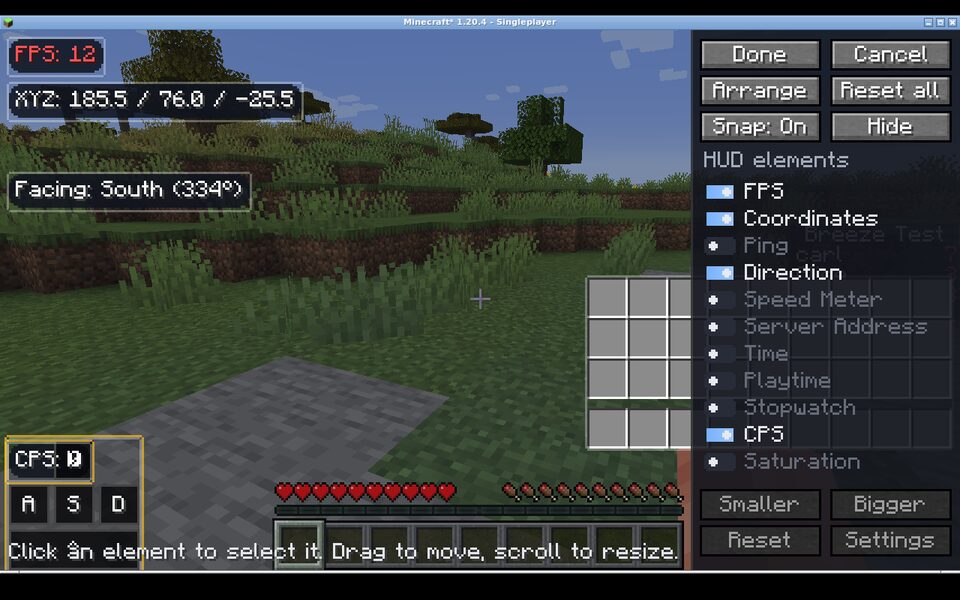 Minecraft* 1.20.4 - Singleplayer
FPS: 12
XYZ: 185.5 / 76.0 / -25.5
Facing: South (334°)
Done
Cancel
Arrange
Reset all
Snap: On
Hide
HUD elements
FPS
Coordinates
Ping
Breeze Test
Direction
Speed Meter
Server Address
Time
Playtime
Stopwatch
CPS
Saturation
Smaller
Bigger
Reset
Settings
CPS: 0
A S D
Click an element to select it. Drag to move, scroll to resize.